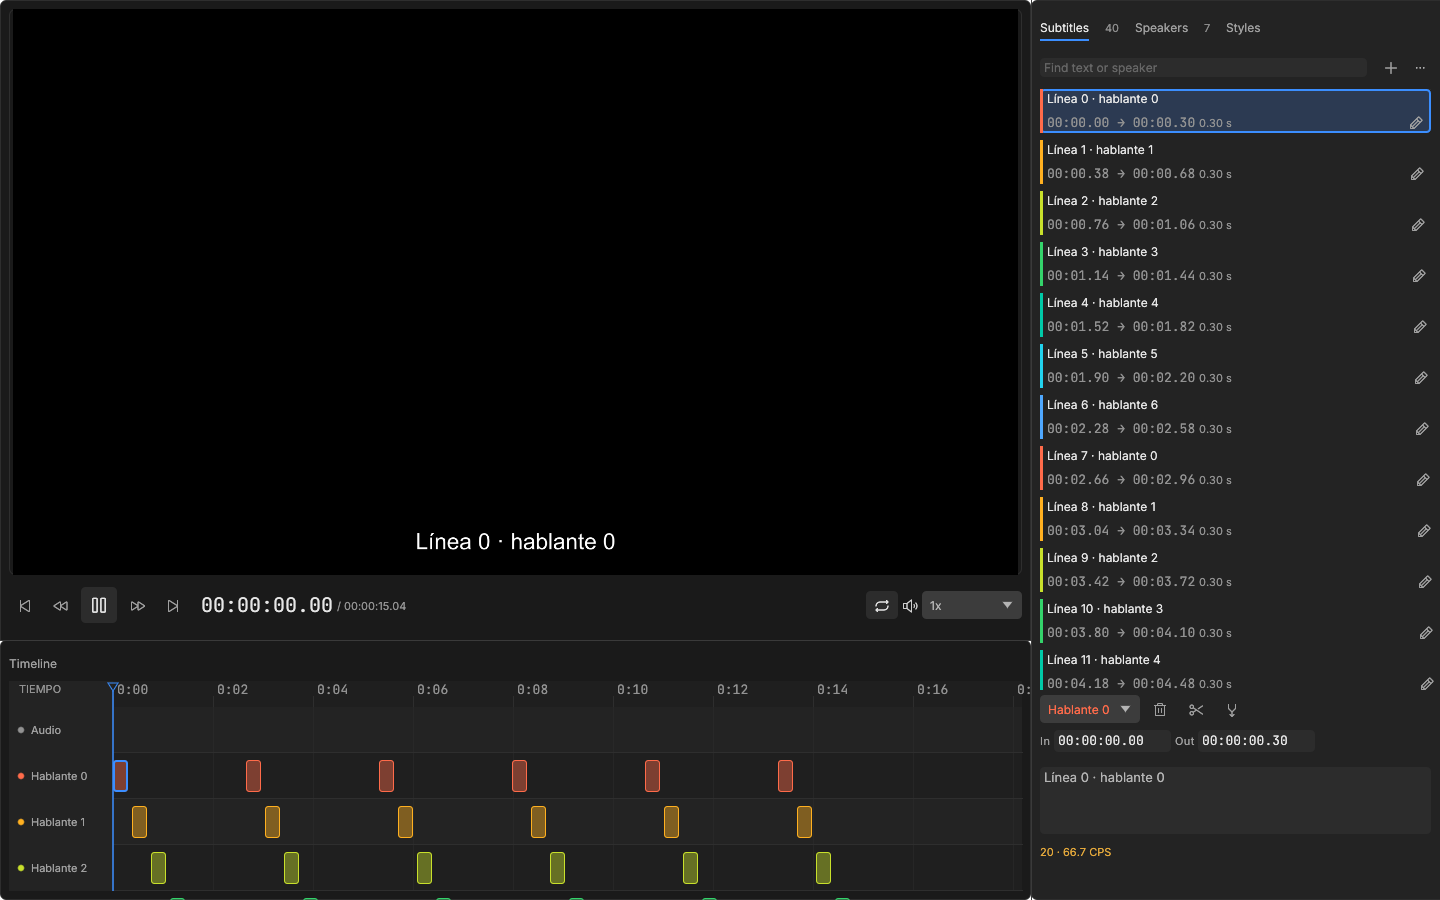 Línea 0 · hablante 0
00:00:00.00 / 00:00:15.04
1x
Timeline
TIEMPO
0:00 0:02 0:04 0:06 0:08 0:10 0:12 0:14 0:16
Audio
Hablante 0
Hablante 1
Hablante 2
Subtitles 40 Speakers 7 Styles
Find text or speaker
Línea 0 · hablante 0
00:00.00 → 00:00.30 0.30 s
Línea 1 · hablante 1
00:00.38 → 00:00.68 0.30 s
Línea 2 · hablante 2
00:00.76 → 00:01.06 0.30 s
Línea 3 · hablante 3
00:01.14 → 00:01.44 0.30 s
Línea 4 · hablante 4
00:01.52 → 00:01.82 0.30 s
Línea 5 · hablante 5
00:01.90 → 00:02.20 0.30 s
Línea 6 · hablante 6
00:02.28 → 00:02.58 0.30 s
Línea 7 · hablante 0
00:02.66 → 00:02.96 0.30 s
Línea 8 · hablante 1
00:03.04 → 00:03.34 0.30 s
Línea 9 · hablante 2
00:03.42 → 00:03.72 0.30 s
Línea 10 · hablante 3
00:03.80 → 00:04.10 0.30 s
Línea 11 · hablante 4
00:04.18 → 00:04.48 0.30 s
Hablante 0
In 00:00:00.00 Out 00:00:00.30
Línea 0 · hablante 0
20 · 66.7 CPS